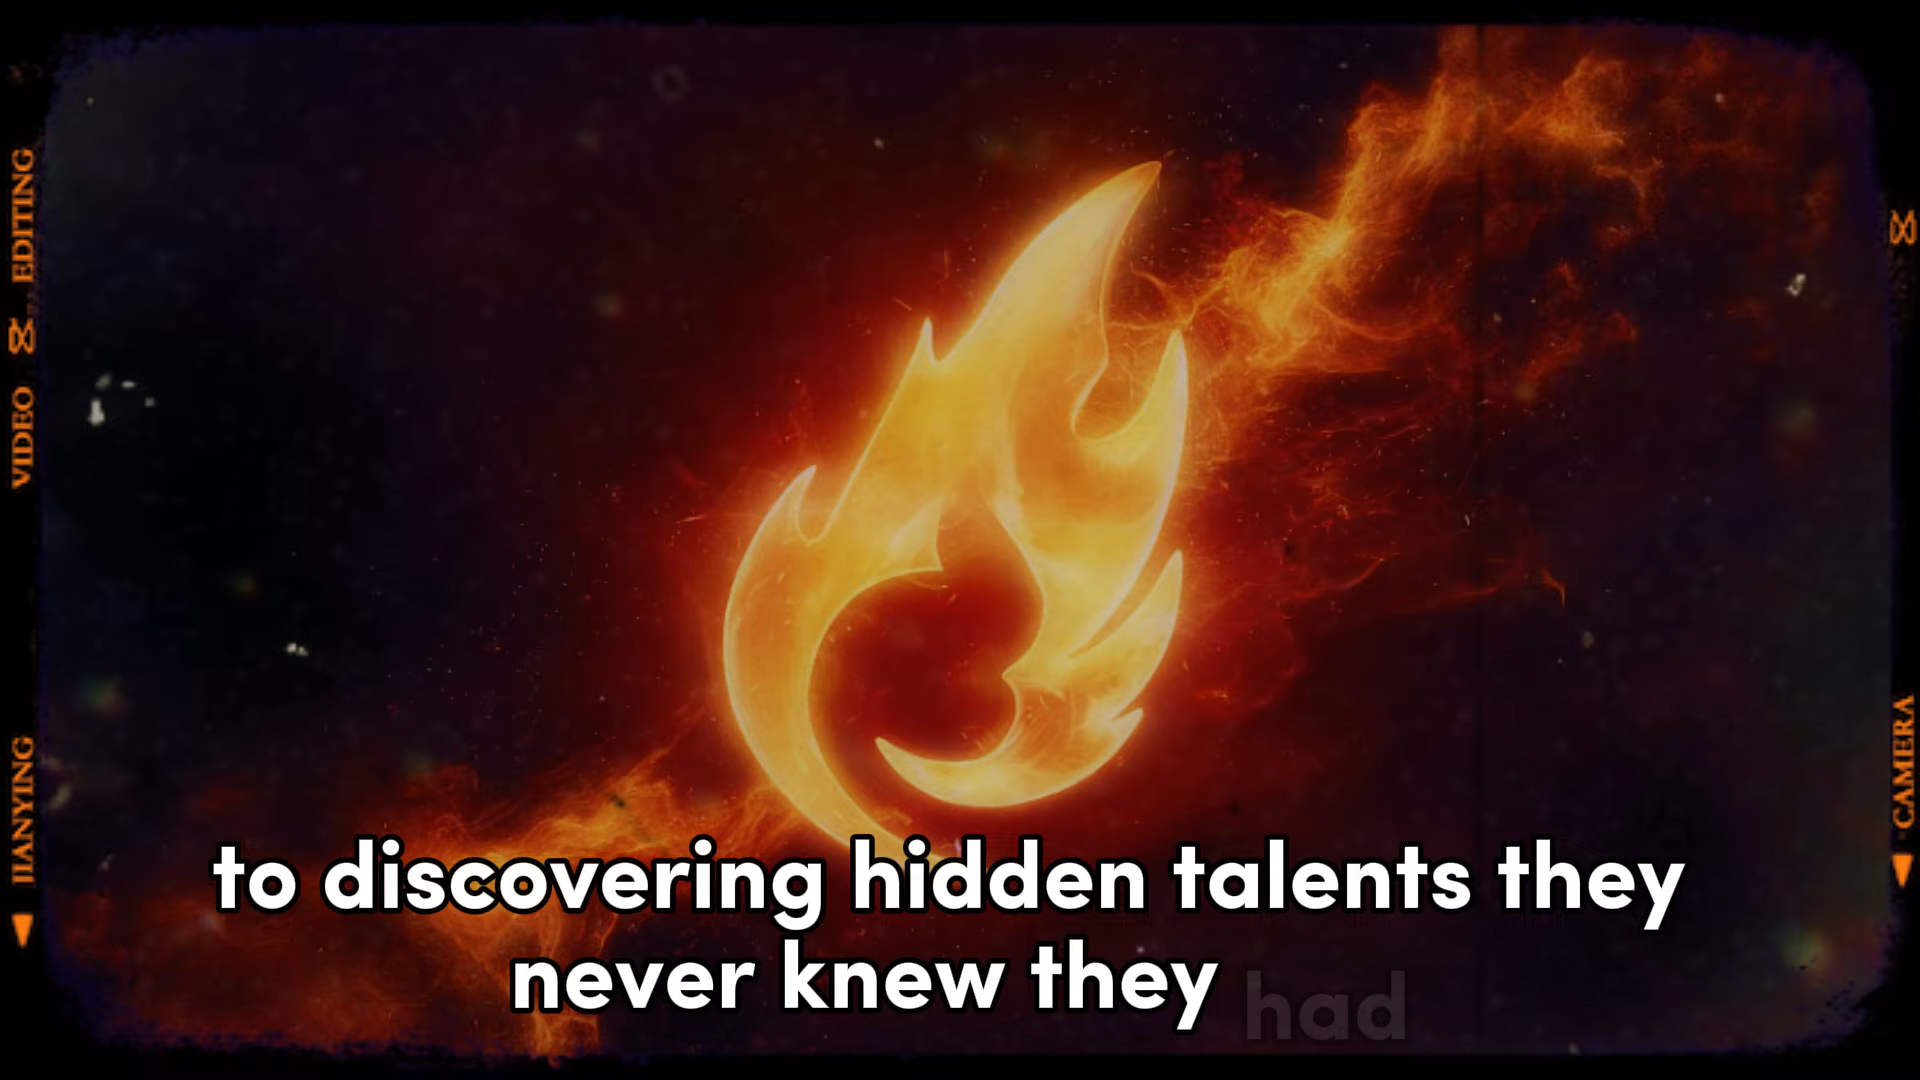 to discovering hidden talents they
never knew they had
JIANYING
VIDEO EDITING
CAMERA